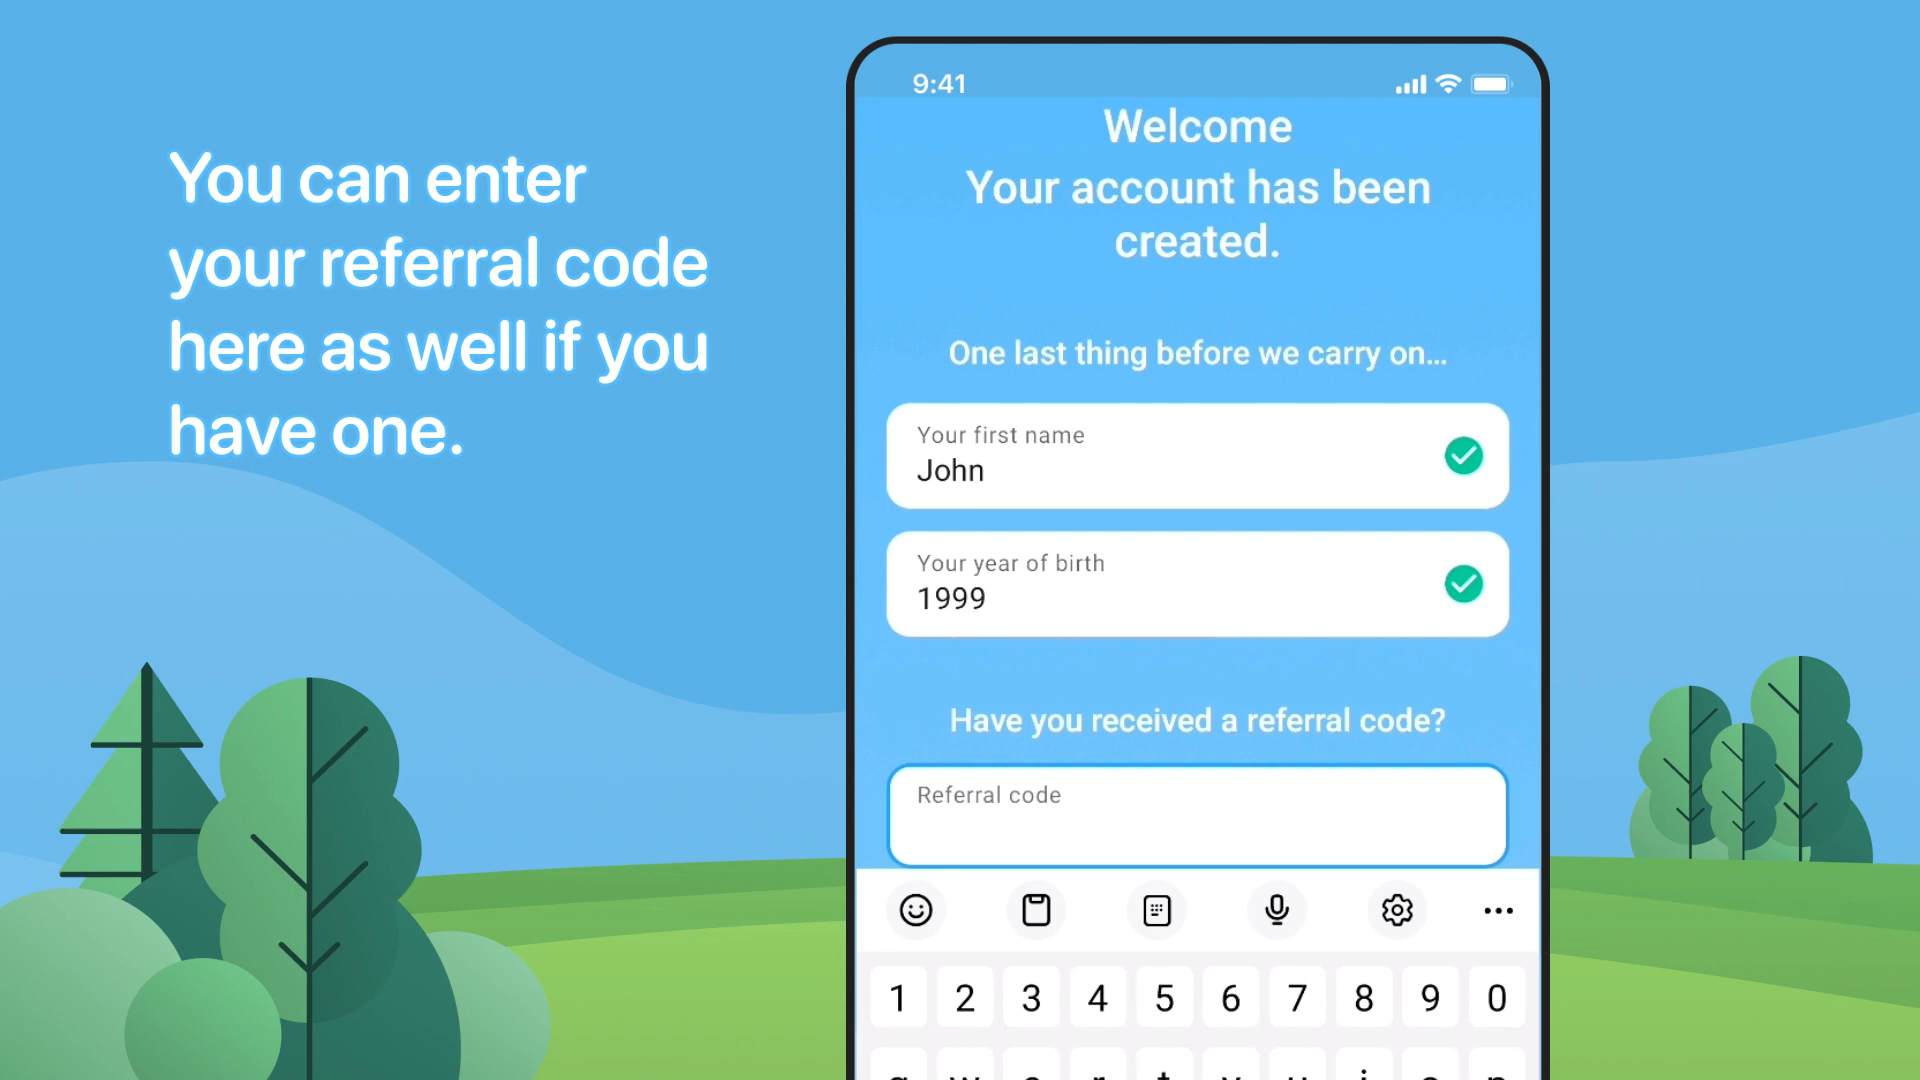 You can enter
your referral code
here as well if you
have one.
9:41
Welcome
Your account has been
created.
One last thing before we carry on...
Your first name
John
Your year of birth
1999
Have you received a referral code?
Referral code
1 2 3 4 5 6 7 8 9 0